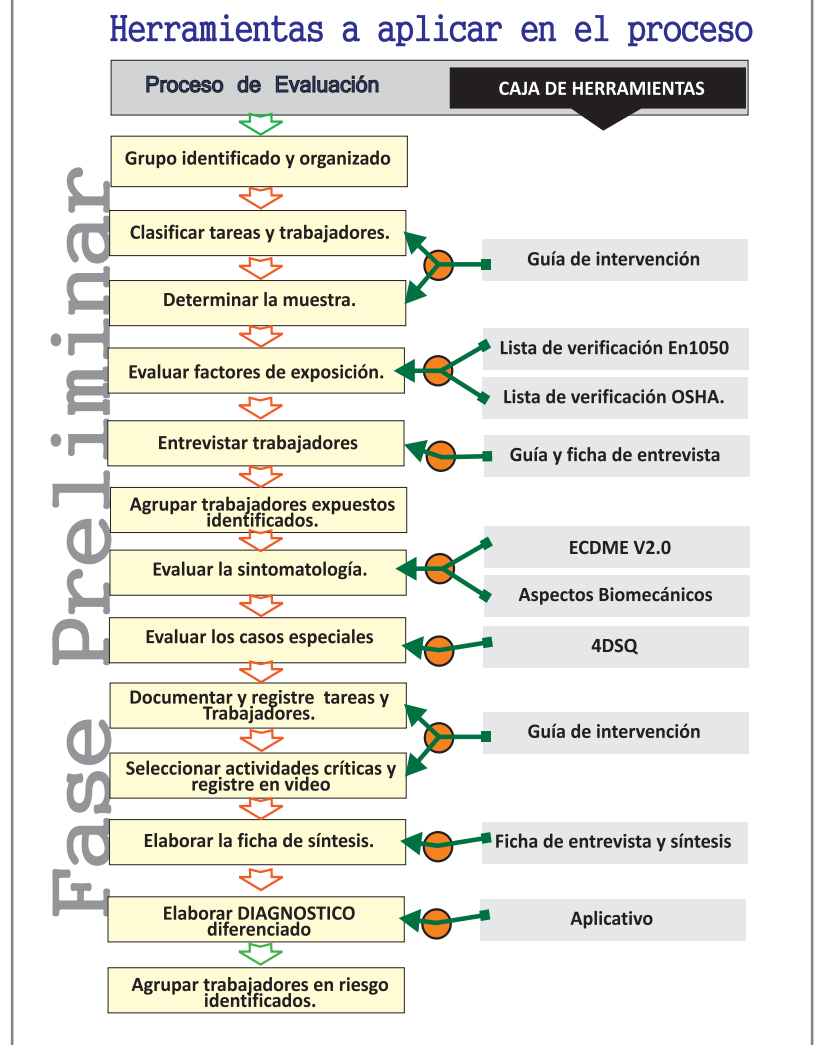 Herramientas a aplicar en el proceso
Proceso de Evaluación
CAJA DE HERRAMIENTAS
Fase Preliminar
Grupo identificado y organizado
Clasificar tareas y trabajadores.
Guía de intervención
Determinar la muestra.
Lista de verificación En1050
Evaluar factores de exposición.
Lista de verificación OSHA.
Entrevistar trabajadores
Guía y ficha de entrevista
Agrupar trabajadores expuestos
identificados.
ECDME V2.0
Evaluar la sintomatología.
Aspectos Biomecánicos
Evaluar los casos especiales
4DSQ
Documentar y registre tareas y
Trabajadores.
Guía de intervención
Seleccionar actividades críticas y
registre en video
Elaborar la ficha de síntesis.
Ficha de entrevista y síntesis
Elaborar DIAGNOSTICO
diferenciado
Aplicativo
Agrupar trabajadores en riesgo
identificados.